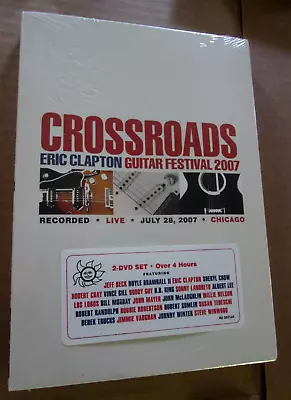 CROSSROADS
ERIC CLAPTON GUITAR FESTIVAL 2007
RECORDED • LIVE • JULY 28, 2007 • CHICAGO
2-DVD SET • Over 4 Hours
FEATURING
JEFF BECK DOYLE BRAMHALL II ERIC CLAPTON SHERYL CROW
ROBERT CRAY VINCE GILL BUDDY GUY B.B. KING SONNY LANDRETH ALBERT LEE
LOS LOBOS BILL MURRAY JOHN MAYER JOHN McLAUGHLIN WILLIE NELSON
ROBERT RANDOLPH ROBBIE ROBERTSON HUBERT SUMLIN SUSAN TEDESCHI
DEREK TRUCKS JIMMIE VAUGHAN JOHNNY WINTER STEVE WINWOOD